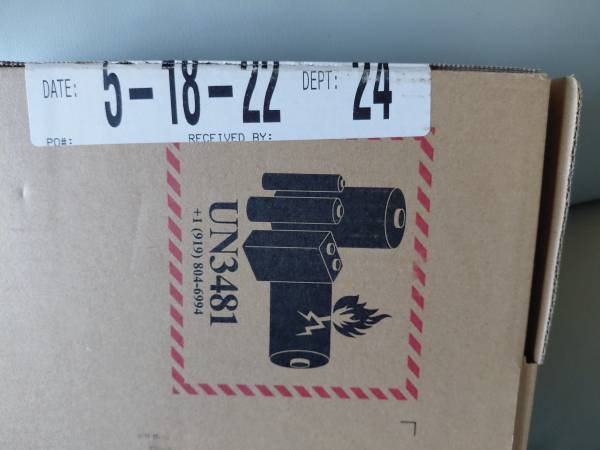 DATE: 5-18-22 DEPT: 24
PO#: RECEIVED BY:
UN3481
+1 (919) 804-6994